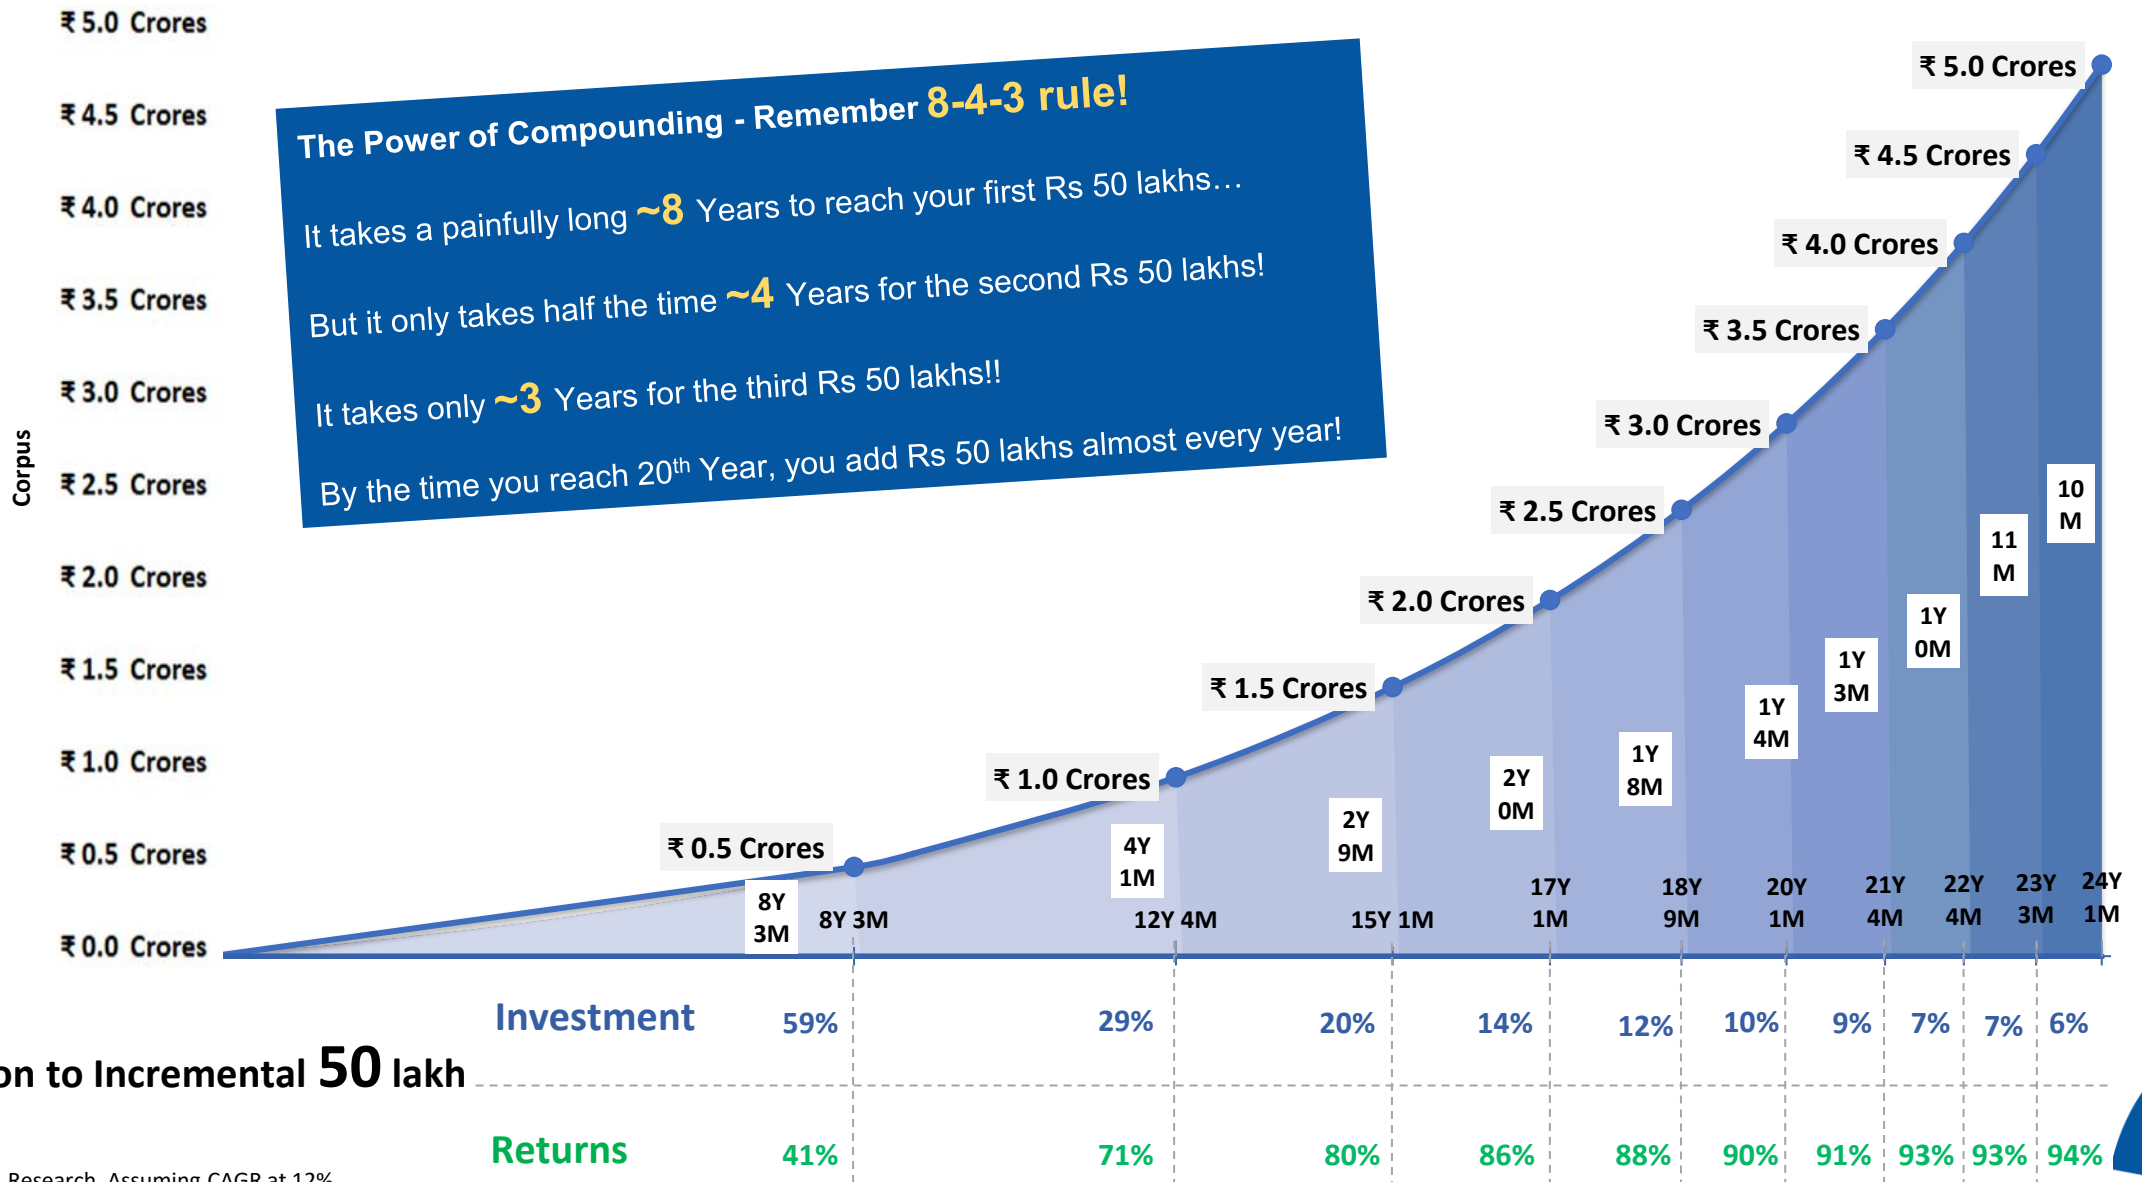 ₹ 5.0 Crores
₹ 4.5 Crores
₹ 4.0 Crores
₹ 3.5 Crores
₹ 3.0 Crores
₹ 2.5 Crores
₹ 2.0 Crores
₹ 1.5 Crores
₹ 1.0 Crores
₹ 0.5 Crores
₹ 0.0 Crores
Corpus
The Power of Compounding - Remember 8-4-3 rule!
It takes a painfully long ~8 Years to reach your first Rs 50 lakhs…
But it only takes half the time ~4 Years for the second Rs 50 lakhs!
It takes only ~3 Years for the third Rs 50 lakhs!!
By the time you reach 20th Year, you add Rs 50 lakhs almost every year!
₹ 0.5 Crores
₹ 1.0 Crores
₹ 1.5 Crores
₹ 2.0 Crores
₹ 2.5 Crores
₹ 3.0 Crores
₹ 3.5 Crores
₹ 4.0 Crores
₹ 4.5 Crores
₹ 5.0 Crores
8Y
3M
4Y
1M
2Y
9M
2Y
0M
1Y
8M
1Y
4M
1Y
3M
1Y
0M
11
M
10
M
8Y 3M
12Y 4M
15Y 1M
17Y
1M
18Y
9M
20Y
1M
21Y
4M
22Y
4M
23Y
3M
24Y
1M
Investment 59% 29% 20% 14% 12% 10% 9% 7% 7% 6%
on to Incremental 50 lakh
Returns 41% 71% 80% 86% 88% 90% 91% 93% 93% 94%
Research. Assuming CAGR at 12%